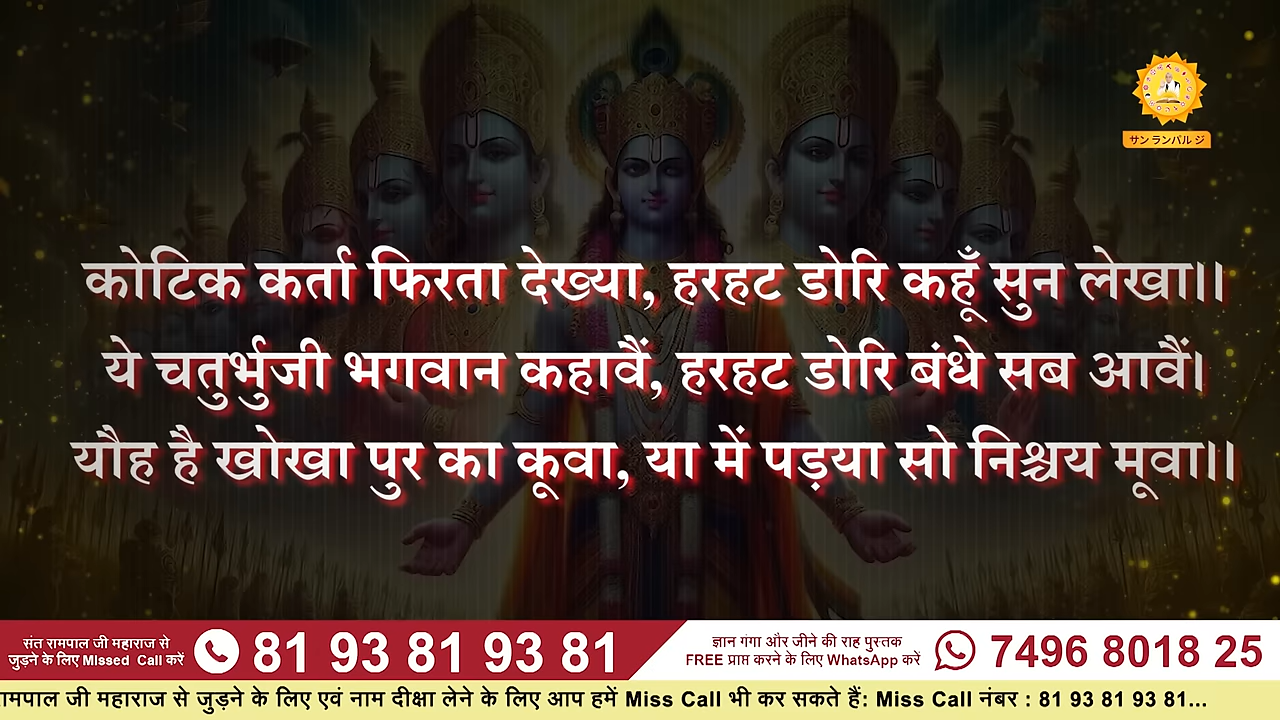 サン ランパル ジ
कोटिक कर्ता फिरता देख्या, हरहट डोरि कहूँ सुन लेखा।।
ये चतुर्भुजी भगवान कहावैं, हरहट डोरि बंधे सब आवैं।
यौह है खोखा पुर का कूवा, या में पड़या सो निश्चय मूवा।।
संत रामपाल जी महाराज से
जुड़ने के लिए Missed Call करें
81 93 81 93 81
ज्ञान गंगा और जीने की राह पुस्तक
FREE प्राप्त करने के लिए WhatsApp करें
7496 8018 25
रामपाल जी महाराज से जुड़ने के लिए एवं नाम दीक्षा लेने के लिए आप हमें Miss Call भी कर सकते हैं: Miss Call नंबर : 81 93 81 93 81...